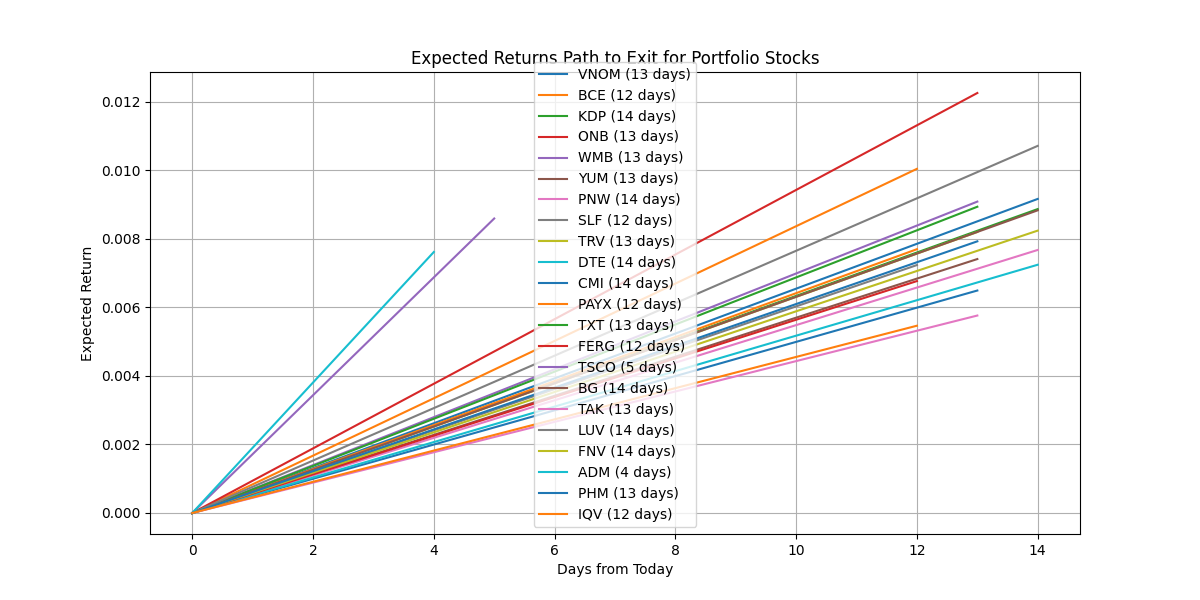 Expected Returns Path to Exit for Portfolio Stocks
VNOM (13 days)
BCE (12 days)
KDP (14 days)
ONB (13 days)
WMB (13 days)
YUM (13 days)
PNW (14 days)
SLF (12 days)
TRV (13 days)
DTE (14 days)
CMI (14 days)
PAYX (12 days)
TXT (13 days)
FERG (12 days)
TSCO (5 days)
BG (14 days)
TAK (13 days)
LUV (14 days)
FNV (14 days)
ADM (4 days)
PHM (13 days)
IQV (12 days)
0.012
0.010
0.008
0.006
0.004
0.002
0.000
Expected Return
0 2 4 6 8 10 12 14
Days from Today